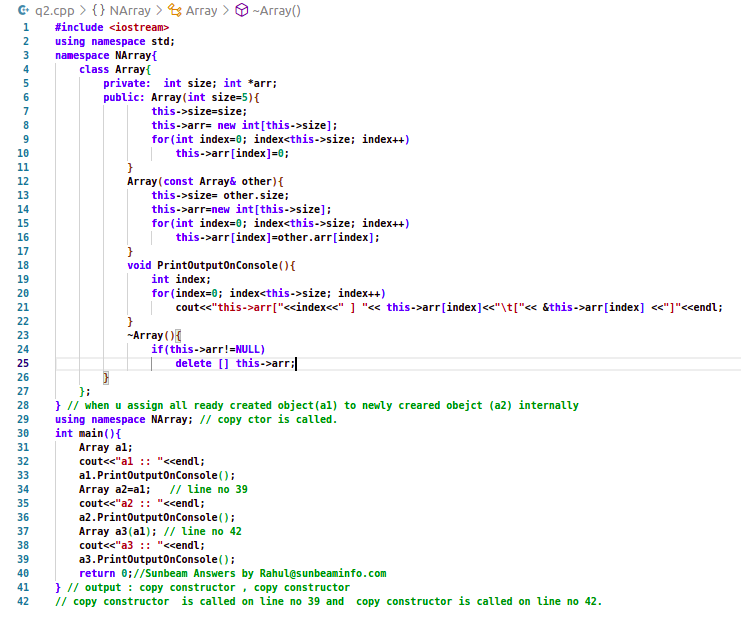 q2.cpp > {} NArray > Array > ~Array()
1 #include <iostream>
2 using namespace std;
3 namespace NArray{
4 class Array{
5 private:  int size; int *arr;
6 public: Array(int size=5){
7 this->size=size;
8 this->arr= new int[this->size];
9 for(int index=0; index<this->size; index++)
10 this->arr[index]=0;
11 }
12 Array(const Array& other){
13 this->size= other.size;
14 this->arr=new int[this->size];
15 for(int index=0; index<this->size; index++)
16 this->arr[index]=other.arr[index];
17 }
18 void PrintOutputOnConsole(){
19 int index;
20 for(index=0; index<this->size; index++)
21 cout<<"this->arr["<<index<<" ] "<< this->arr[index]<<"\t["<< &this->arr[index] <<"]"<<endl;
22 }
23 ~Array(){
24 if(this->arr!=NULL)
25 delete [] this->arr;
26 }
27 };
28 } // when u assign all ready created object(a1) to newly creared obejct (a2) internally
29 using namespace NArray; // copy ctor is called.
30 int main(){
31 Array a1;
32 cout<<"a1 :: "<<endl;
33 a1.PrintOutputOnConsole();
34 Array a2=a1;   // line no 39
35 cout<<"a2 :: "<<endl;
36 a2.PrintOutputOnConsole();
37 Array a3(a1); // line no 42
38 cout<<"a3 :: "<<endl;
39 a3.PrintOutputOnConsole();
40 return 0;//Sunbeam Answers by Rahul@sunbeaminfo.com
41 } // output : copy constructor , copy constructor
42 // copy constructor  is called on line no 39 and  copy constructor is called on line no 42.